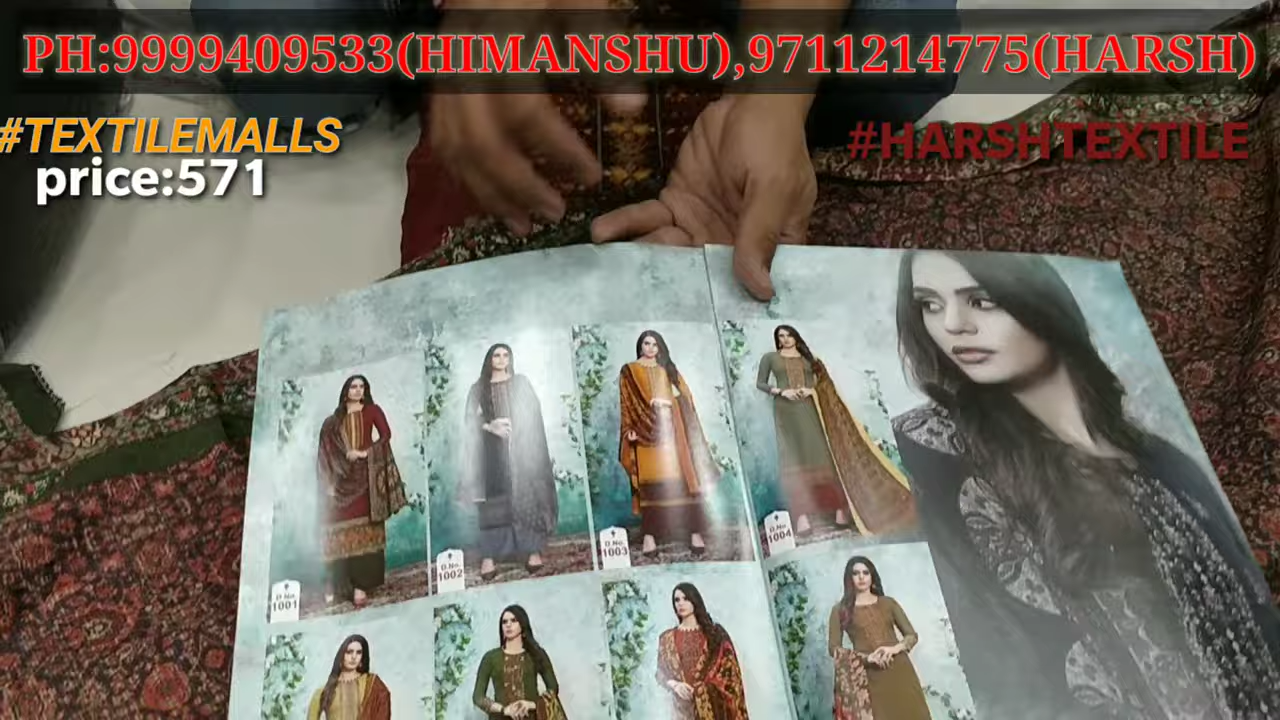 PH:9999409533(HIMANSHU),9711214775(HARSH)
#TEXTILEMALLS
#HARSHTEXTILE
price:571
D.No.
1001
D.No.
1002
D.No.
1003
D.No.
1004